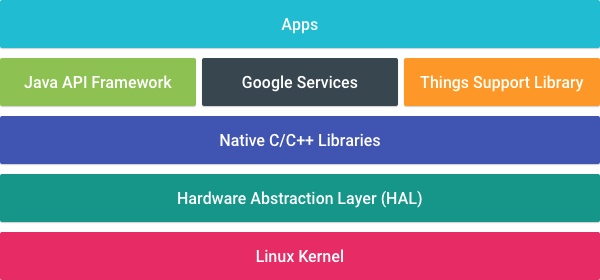 Apps
Java API Framework
Google Services
Things Support Library
Native C/C++ Libraries
Hardware Abstraction Layer (HAL)
Linux Kernel